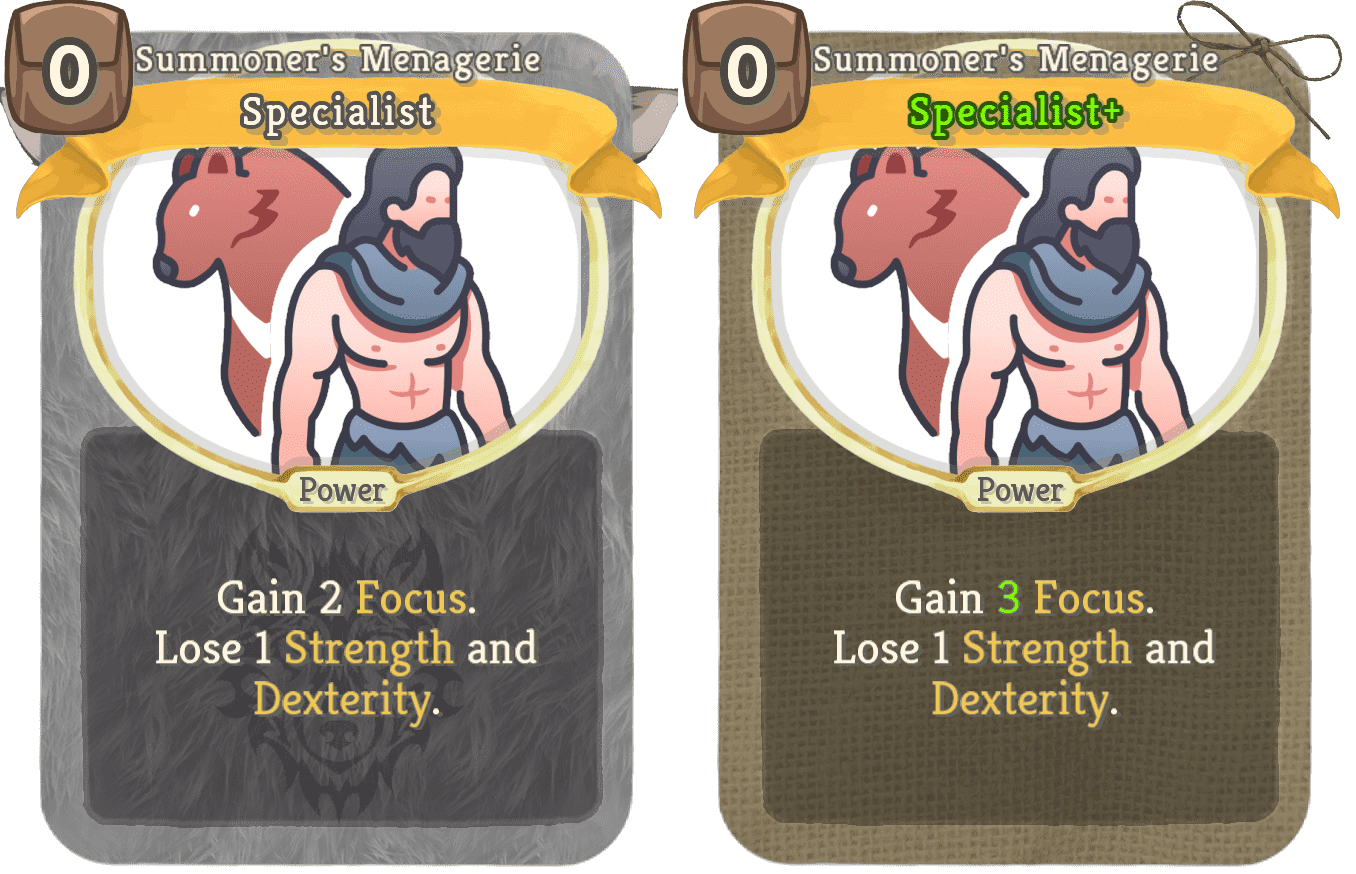 0
Summoner's Menagerie
Specialist
Power
Gain 2 Focus.
Lose 1 Strength and
Dexterity.
0
Summoner's Menagerie
Specialist+
Power
Gain 3 Focus.
Lose 1 Strength and
Dexterity.